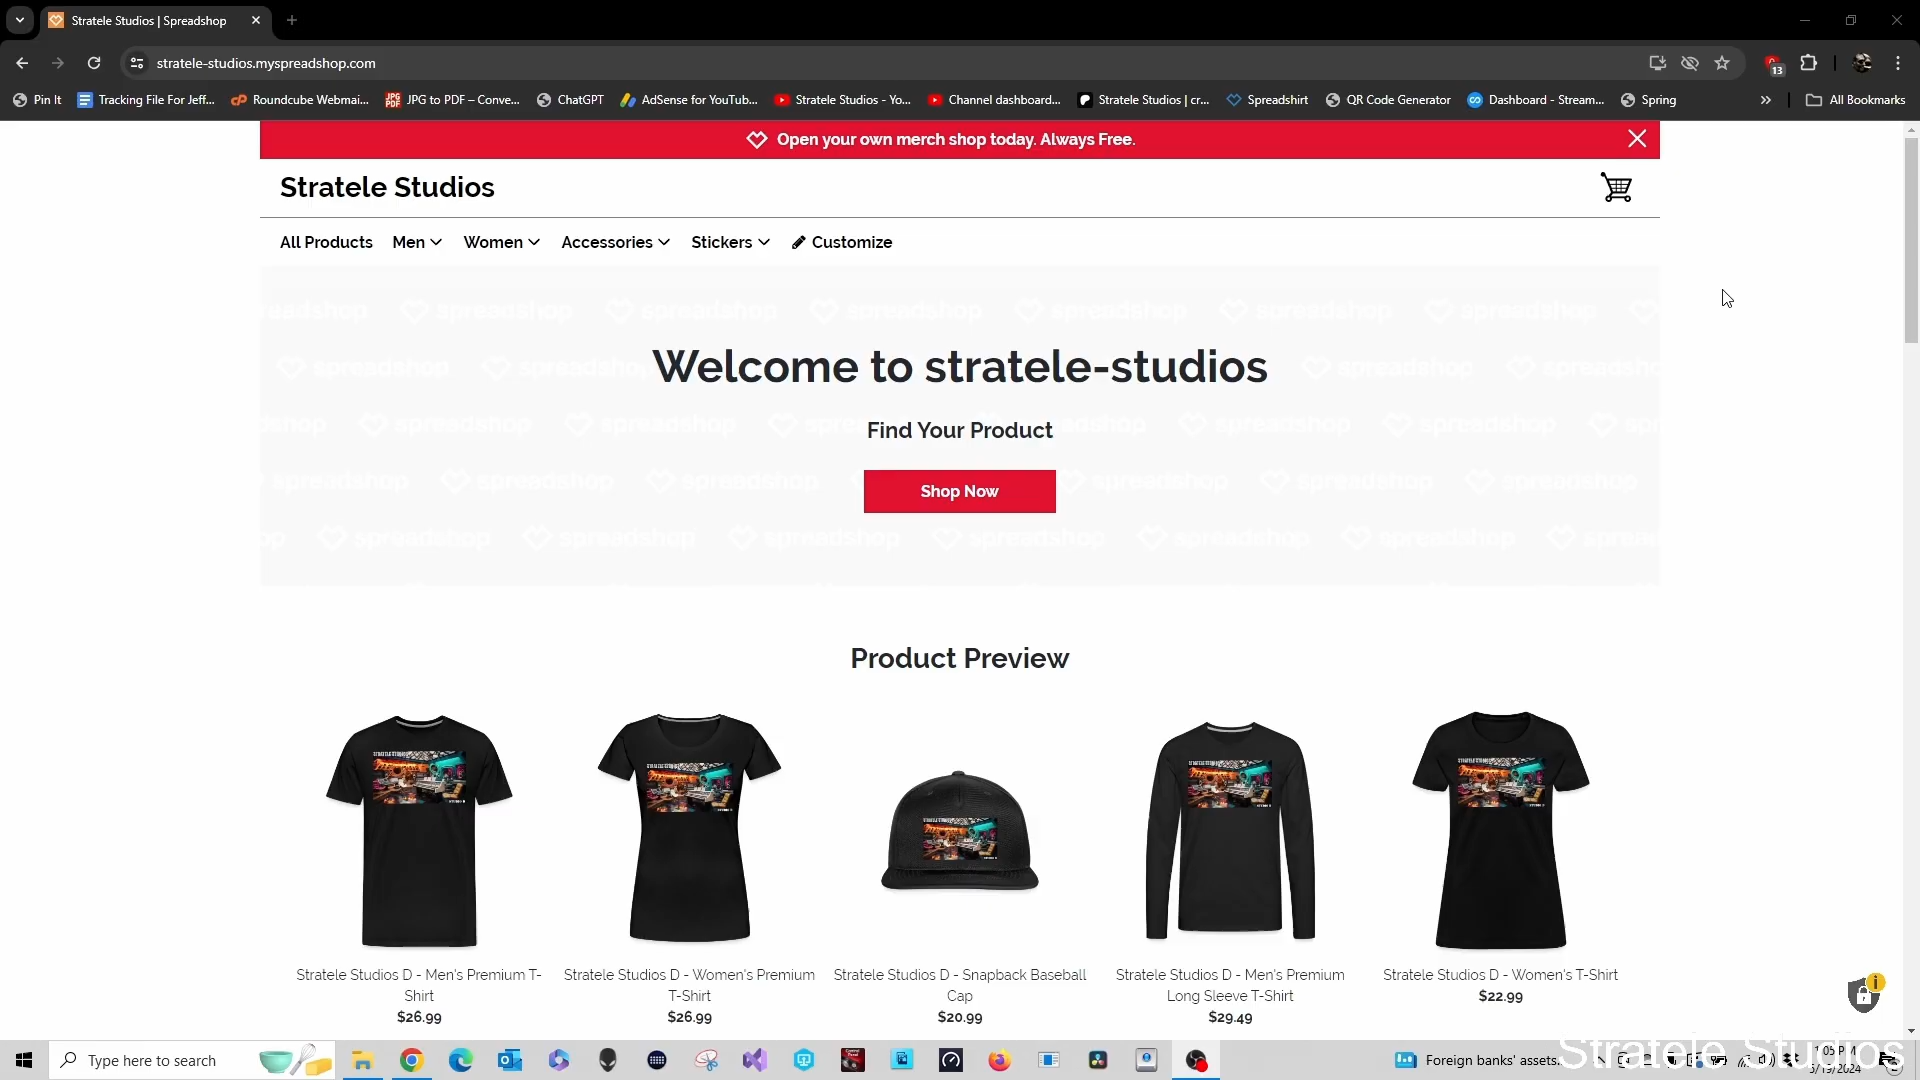 Stratele Studios | Spreadshop
stratele-studios.myspreadshop.com
13
Pin It
Tracking File For Jeff...
Roundcube Webmai...
JPG to PDF – Conve...
ChatGPT
AdSense for YouTub...
Stratele Studios - Yo...
Channel dashboard...
Stratele Studios | cr...
Spreadshirt
QR Code Generator
Dashboard - Stream...
Spring
All Bookmarks
Open your own merch shop today. Always Free.
Stratele Studios
All Products
Men
Women
Accessories
Stickers
Customize
Welcome to stratele-studios
Find Your Product
Shop Now
Product Preview
Stratele Studios D - Men's Premium T-
Shirt
$26.99
Stratele Studios D - Women's Premium
T-Shirt
$26.99
Stratele Studios D - Snapback Baseball
Cap
$20.99
Stratele Studios D - Men's Premium
Long Sleeve T-Shirt
$29.49
Stratele Studios D - Women's T-Shirt
$22.99
Type here to search
Foreign banks' assets...
Stratele Studios